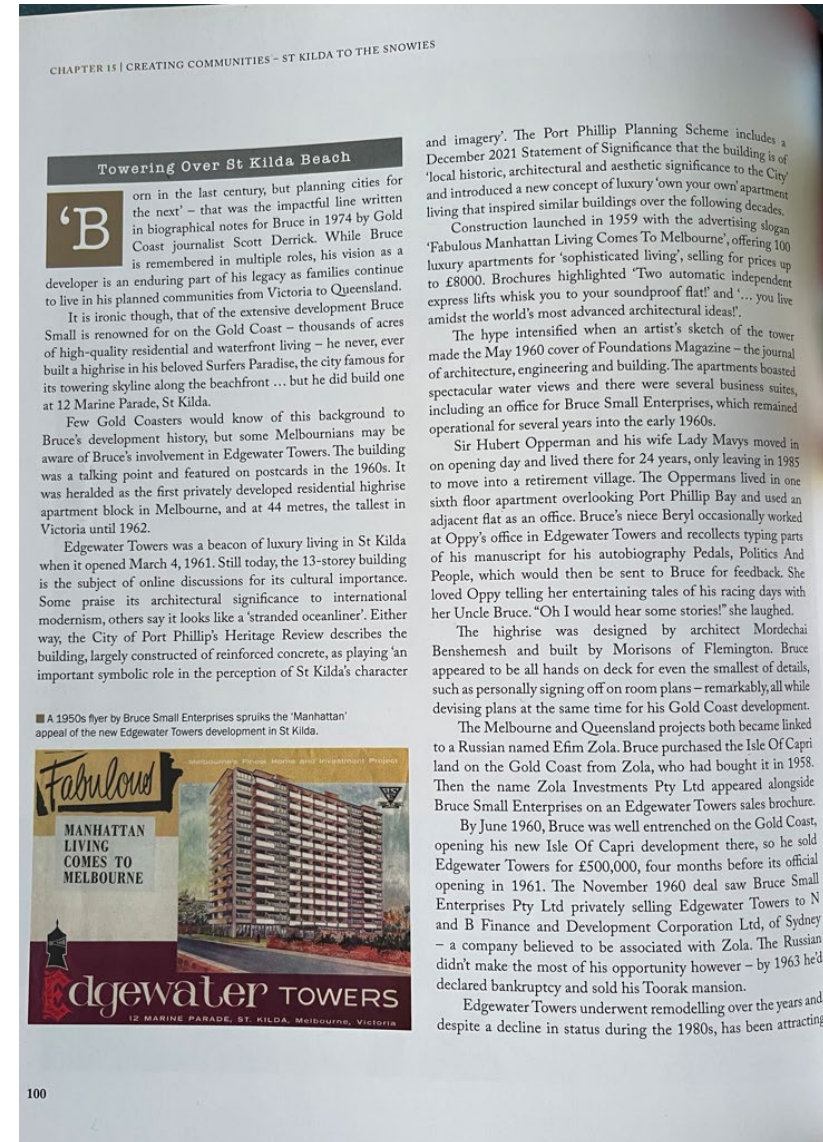 CHAPTER 15 | CREATING COMMUNITIES – ST KILDA TO THE SNOWIES
Towering Over St Kilda Beach
‘Born in the last century, but planning cities for
the next’ – that was the impactful line written
in biographical notes for Bruce in 1974 by Gold
Coast journalist Scott Derrick. While Bruce
is remembered in multiple roles, his vision as a
developer is an enduring part of his legacy as families continue
to live in his planned communities from Victoria to Queensland.
It is ironic though, that of the extensive development Bruce
Small is renowned for on the Gold Coast – thousands of acres
of high-quality residential and waterfront living – he never, ever
built a highrise in his beloved Surfers Paradise, the city famous for
its towering skyline along the beachfront ... but he did build one
at 12 Marine Parade, St Kilda.
Few Gold Coasters would know of this background to
Bruce’s development history, but some Melbournians may be
aware of Bruce’s involvement in Edgewater Towers. The building
was a talking point and featured on postcards in the 1960s. It
was heralded as the first privately developed residential highrise
apartment block in Melbourne, and at 44 metres, the tallest in
Victoria until 1962.
Edgewater Towers was a beacon of luxury living in St Kilda
when it opened March 4, 1961. Still today, the 13-storey building
is the subject of online discussions for its cultural importance.
Some praise its architectural significance to international
modernism, others say it looks like a ‘stranded oceanliner’. Either
way, the City of Port Phillip’s Heritage Review describes the
building, largely constructed of reinforced concrete, as playing ‘an
important symbolic role in the perception of St Kilda’s character
A 1950s flyer by Bruce Small Enterprises spruiks the ‘Manhattan’
appeal of the new Edgewater Towers development in St Kilda.
Melbourne's Finest Home and Investment Project
Fabulous
MANHATTAN
LIVING
COMES TO
MELBOURNE
Edgewater TOWERS
12 MARINE PARADE, ST. KILDA, Melbourne, Victoria
and imagery’. The Port Phillip Planning Scheme includes a
December 2021 Statement of Significance that the building is of
‘local historic, architectural and aesthetic significance to the City’
and introduced a new concept of luxury ‘own your own’ apartment
living that inspired similar buildings over the following decades.
Construction launched in 1959 with the advertising slogan
‘Fabulous Manhattan Living Comes To Melbourne’, offering 100
luxury apartments for ‘sophisticated living’, selling for prices up
to £8000. Brochures highlighted ‘Two automatic independent
express lifts whisk you to your soundproof flat!’ and ‘... you live
amidst the world’s most advanced architectural ideas!’.
The hype intensified when an artist’s sketch of the tower
made the May 1960 cover of Foundations Magazine – the journal
of architecture, engineering and building. The apartments boasted
spectacular water views and there were several business suites,
including an office for Bruce Small Enterprises, which remained
operational for several years into the early 1960s.
Sir Hubert Opperman and his wife Lady Mavys moved in
on opening day and lived there for 24 years, only leaving in 1985
to move into a retirement village. The Oppermans lived in one
sixth floor apartment overlooking Port Phillip Bay and used an
adjacent flat as an office. Bruce’s niece Beryl occasionally worked
at Oppy’s office in Edgewater Towers and recollects typing parts
of his manuscript for his autobiography Pedals, Politics And
People, which would then be sent to Bruce for feedback. She
loved Oppy telling her entertaining tales of his racing days with
her Uncle Bruce. “Oh I would hear some stories!” she laughed.
The highrise was designed by architect Mordechai
Benshemesh and built by Morisons of Flemington. Bruce
appeared to be all hands on deck for even the smallest of details,
such as personally signing off on room plans – remarkably, all while
devising plans at the same time for his Gold Coast development.
The Melbourne and Queensland projects both became linked
to a Russian named Efim Zola. Bruce purchased the Isle Of Capri
land on the Gold Coast from Zola, who had bought it in 1958.
Then the name Zola Investments Pty Ltd appeared alongside
Bruce Small Enterprises on an Edgewater Towers sales brochure.
By June 1960, Bruce was well entrenched on the Gold Coast,
opening his new Isle Of Capri development there, so he sold
Edgewater Towers for £500,000, four months before its official
opening in 1961. The November 1960 deal saw Bruce Small
Enterprises Pty Ltd privately selling Edgewater Towers to N
and B Finance and Development Corporation Ltd, of Sydney
– a company believed to be associated with Zola. The Russian
didn’t make the most of his opportunity however – by 1963 he’d
declared bankruptcy and sold his Toorak mansion.
Edgewater Towers underwent remodelling over the years and
despite a decline in status during the 1980s, has been attracting
100